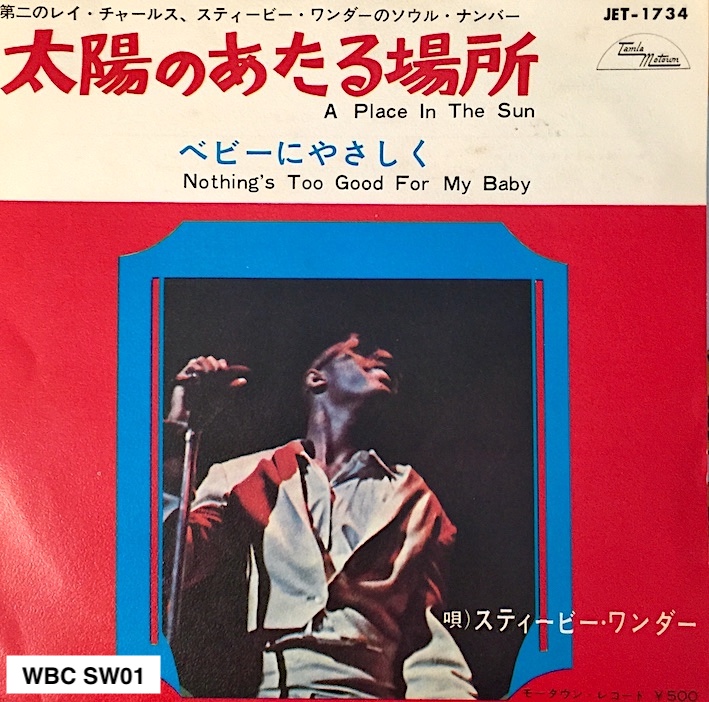 第二のレイ・チャールス、スティービー・ワンダーのソウル・ナンバー
JET-1734
Tamla Motown
太陽のあたる場所
A Place In The Sun
ベビーにやさしく
Nothing's Too Good For My Baby
唄)スティービー・ワンダー
WBC SW01
モータウン・レコード ¥500